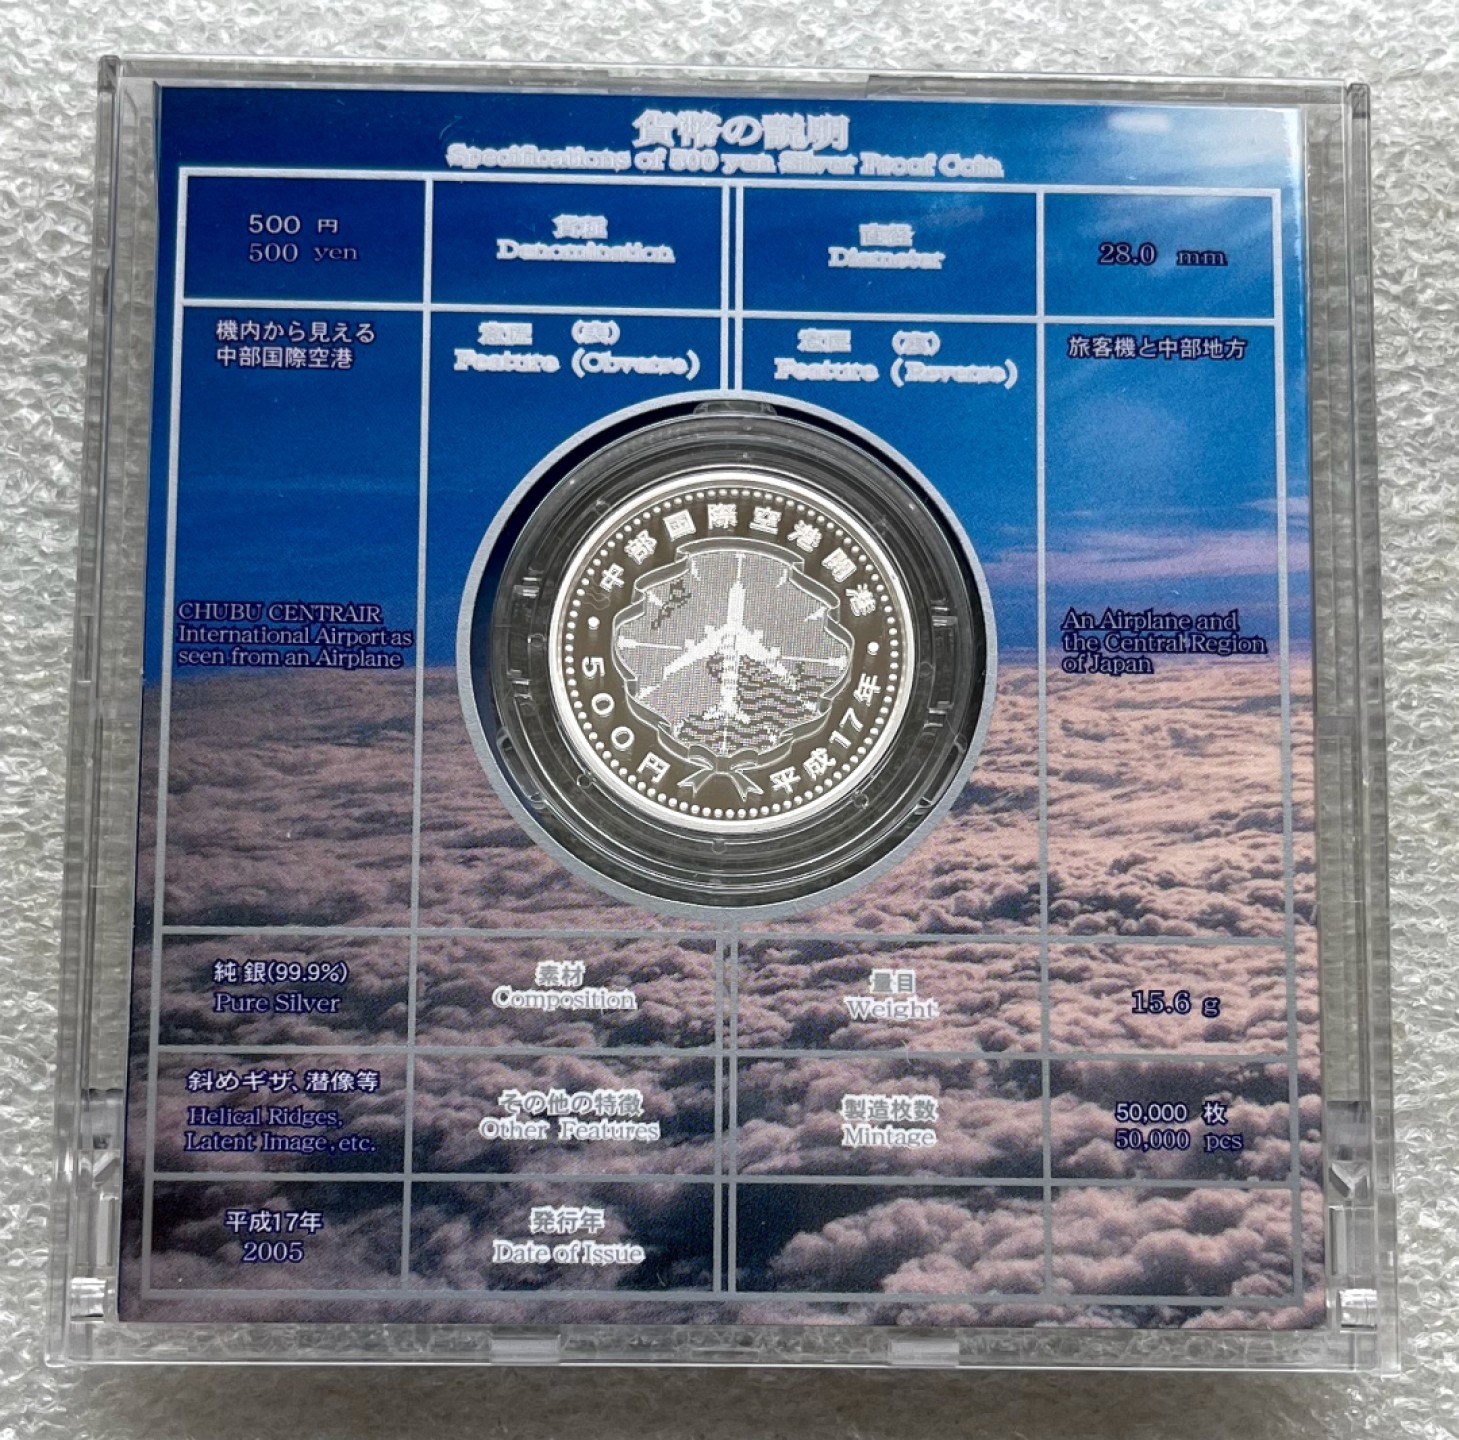 貨幣の説明
Specifications of 500 yen Silver Proof Coin
500 円
500 yen
貨種
Denomination
直径
Diameter
28.0 mm
機内から見える
中部国際空港
意匠 (表)
Feature (Obverse)
意匠 (裏)
Feature (Reverse)
旅客機と中部地方
CHUBU CENTRAIR
International Airport as
seen from an Airplane
中部国際空港開港
500円
平成17年
An Airplane and
the Central Region
of Japan
純銀(99.9%)
Pure Silver
素材
Composition
量目
Weight
15.6 g
斜めギザ、潜像等
Helical Ridges,
Latent Image,etc.
その他の特徴
Other Features
製造枚数
Mintage
50,000 枚
50,000 pcs
平成17年
2005
発行年
Date of Issue